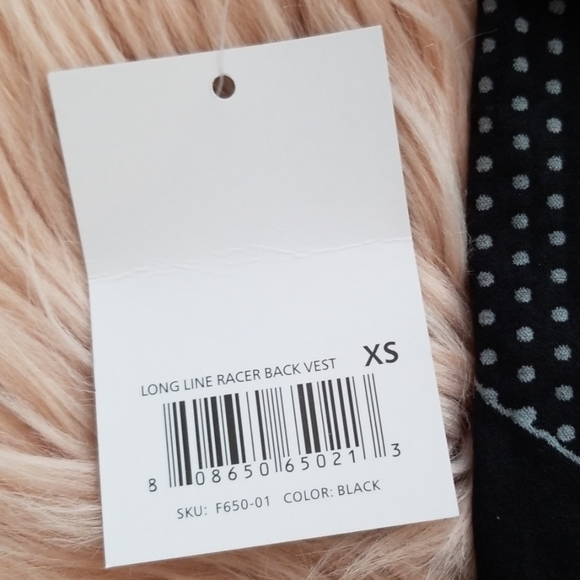 LONG LINE RACER BACK VEST XS
8 08650 65021 3
SKU: F650-01 COLOR: BLACK